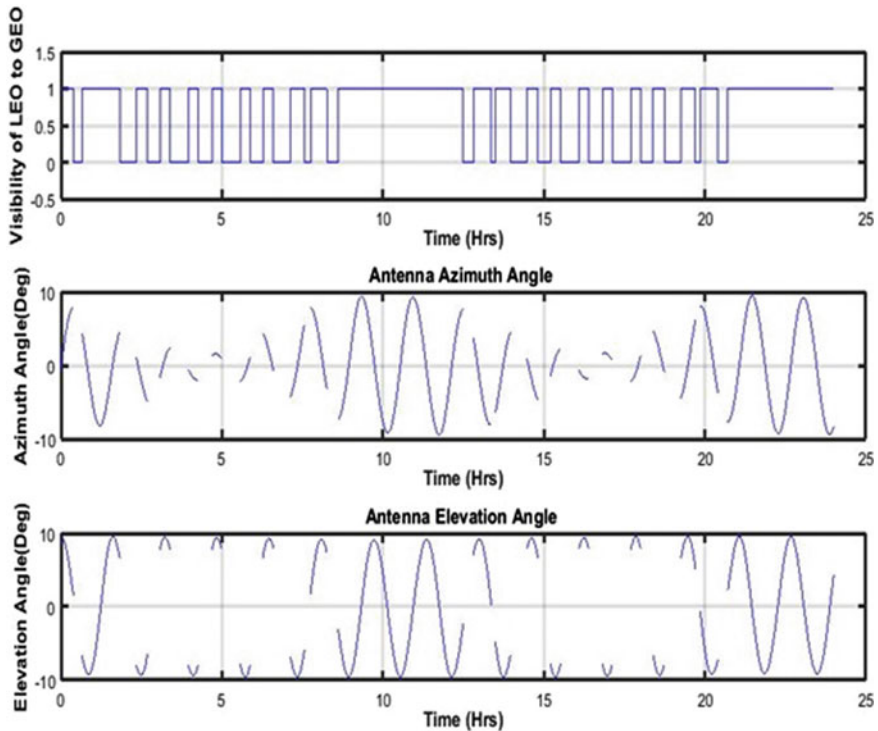 Visibility of LEO to GEO
1.5
1
0.5
0
-0.5
0 5 10 15 20 25
Time (Hrs)
Antenna Azimuth Angle
Azimuth Angle(Deg)
10
0
-10
0 5 10 15 20 25
Time (Hrs)
Antenna Elevation Angle
Elevation Angle(Deg)
10
0
-10
0 5 10 15 20 25
Time (Hrs)